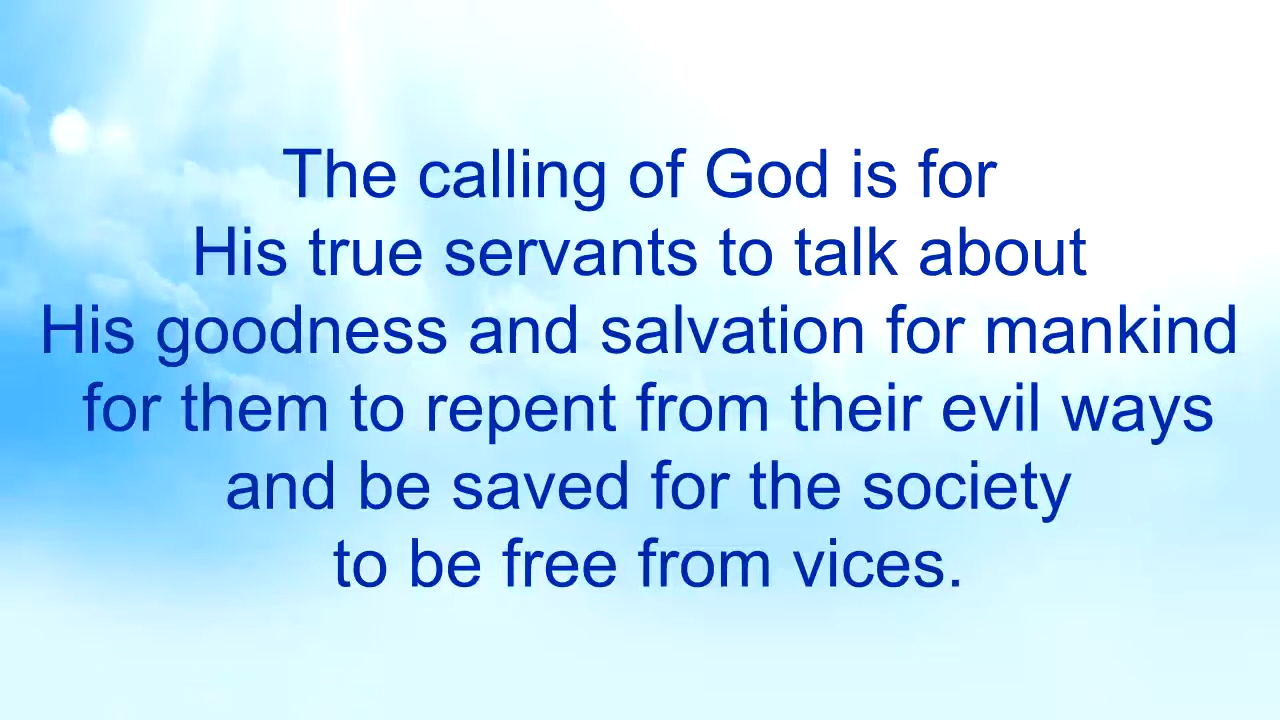 The calling of God is for
His true servants to talk about
His goodness and salvation for mankind
for them to repent from their evil ways
and be saved for the society
to be free from vices.